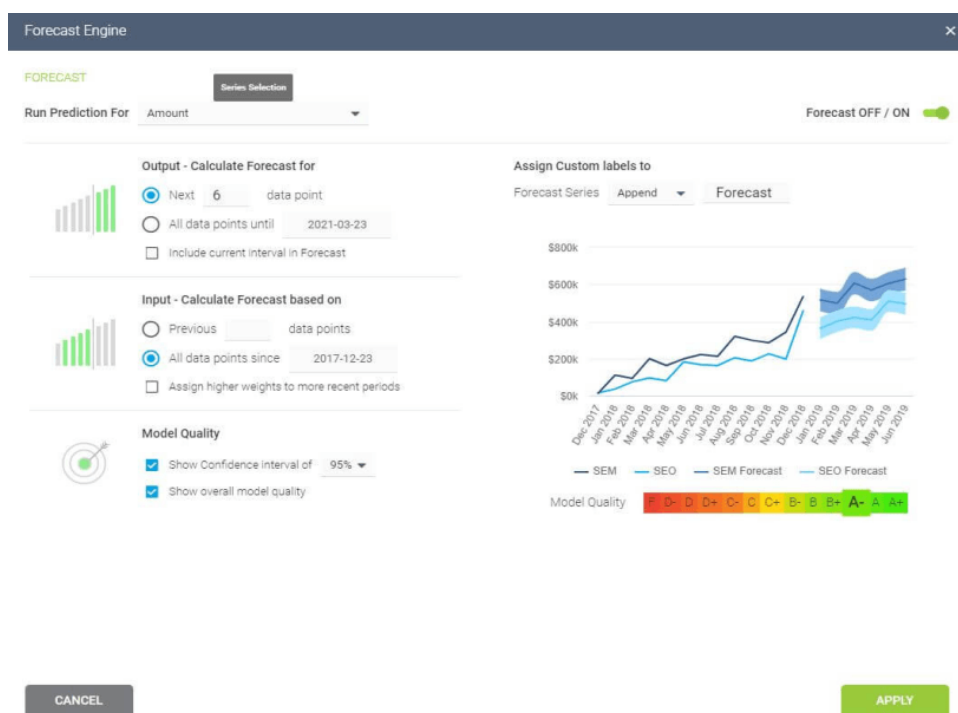 Forecast Engine ×
FORECAST
Series Selection
Run Prediction For Amount
Forecast OFF / ON
Output - Calculate Forecast for
Next 6 data point
All data points until 2021-03-23
Include current interval in Forecast
Input - Calculate Forecast based on
Previous data points
All data points since 2017-12-23
Assign higher weights to more recent periods
Model Quality
Show Confidence interval of 95%
Show overall model quality
Assign Custom labels to
Forecast Series Append Forecast
$800k
$600k
$400k
$200k
$0k
Dec 2017 Jan 2018 Feb 2018 Mar 2018 Apr 2018 May 2018 Jun 2018 Jul 2018 Aug 2018 Sep 2018 Oct 2018 Nov 2018 Dec 2018 Jan 2019 Feb 2019 Mar 2019 Apr 2019 May 2019 Jun 2019
SEM SEO SEM Forecast SEO Forecast
Model Quality F D- D D+ C- C C+ B- B B+ A- A A+
CANCEL
APPLY